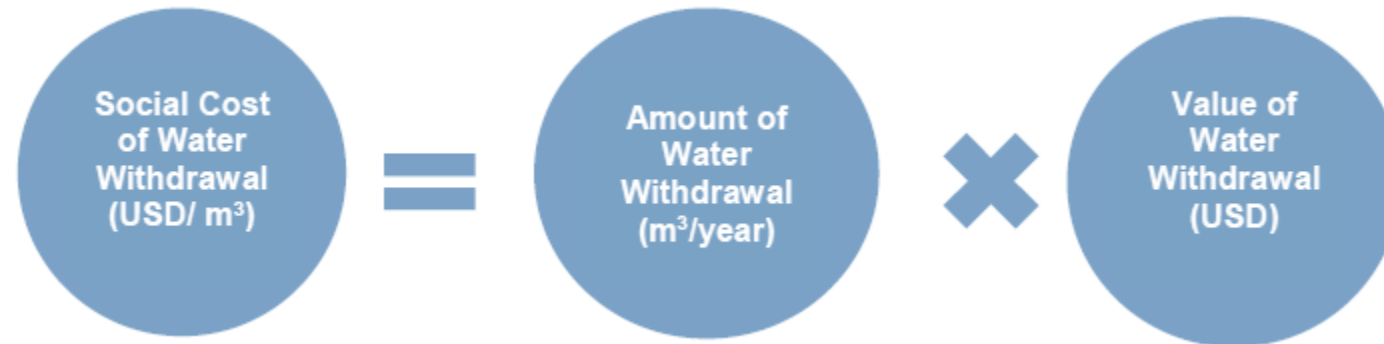 Social Cost
of Water
Withdrawal
(USD/ m³)
=
Amount of
Water
Withdrawal
(m³/year)
×
Value of
Water
Withdrawal
(USD)